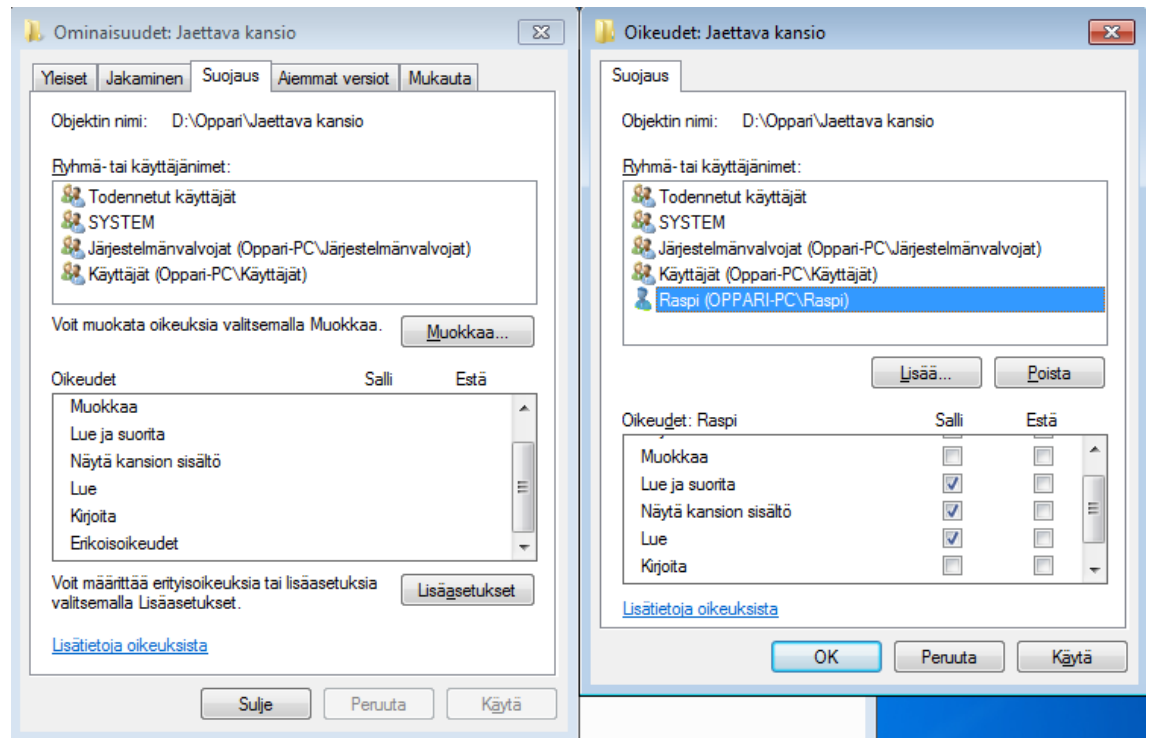 Ominaisuudet: Jaettava kansio
Yleiset Jakaminen Suojaus Aiemmat versiot Mukauta
Objektin nimi: D:\Oppari\Jaettava kansio
Ryhmä- tai käyttäjänimet:
Todennetut käyttäjät
SYSTEM
Järjestelmänvalvojat (Oppari-PC\Järjestelmänvalvojat)
Käyttäjät (Oppari-PC\Käyttäjät)
Voit muokata oikeuksia valitsemalla Muokkaa. Muokkaa...
Oikeudet Salli Estä
Muokkaa
Lue ja suorita
Näytä kansion sisältö
Lue
Kirjoita
Erikoisoikeudet
Voit määrittää erityisoikeuksia tai lisäasetuksia
valitsemalla Lisäasetukset.
Lisäasetukset
Lisätietoja oikeuksista
Sulje Peruuta Käytä
Oikeudet: Jaettava kansio
Suojaus
Objektin nimi: D:\Oppari\Jaettava kansio
Ryhmä- tai käyttäjänimet:
Todennetut käyttäjät
SYSTEM
Järjestelmänvalvojat (Oppari-PC\Järjestelmänvalvojat)
Käyttäjät (Oppari-PC\Käyttäjät)
Raspi (OPPARI-PC\Raspi)
Lisää... Poista
Oikeudet: Raspi Salli Estä
Muokkaa
Lue ja suorita
Näytä kansion sisältö
Lue
Kirjoita
Lisätietoja oikeuksista
OK Peruuta Käytä